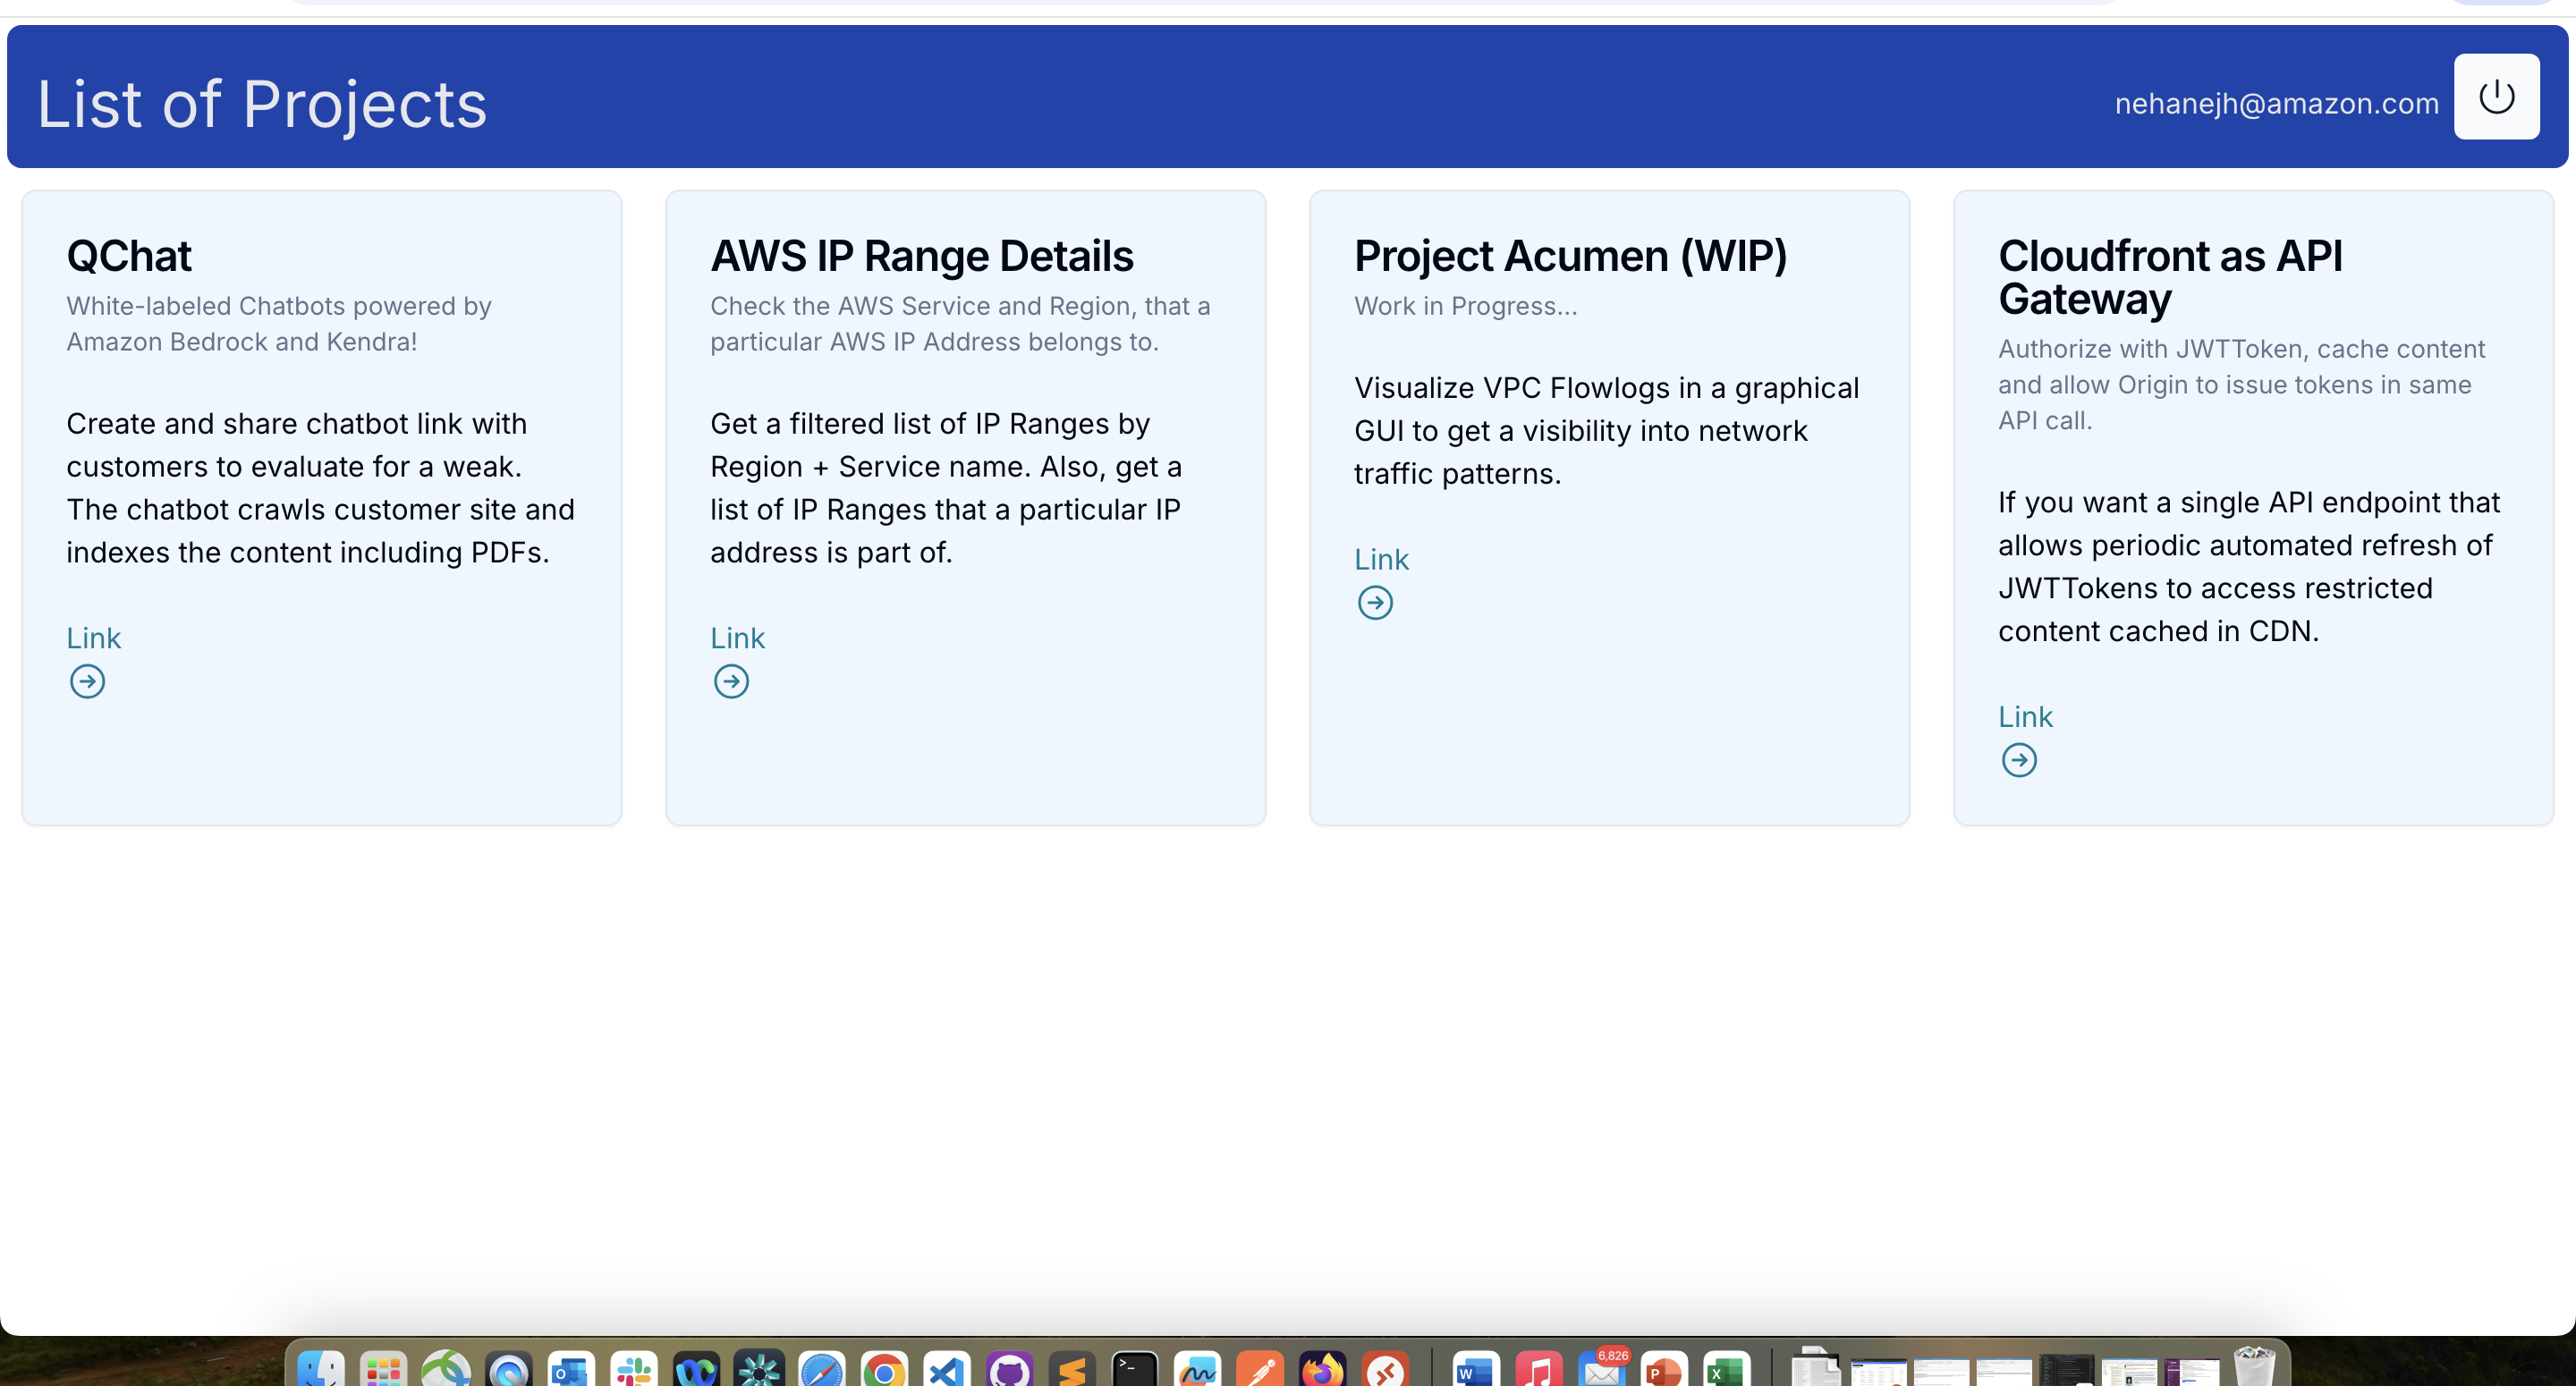 List of Projects
nehanejh@amazon.com
QChat
White-labeled Chatbots powered by
Amazon Bedrock and Kendra!
Create and share chatbot link with
customers to evaluate for a weak.
The chatbot crawls customer site and
indexes the content including PDFs.
Link
AWS IP Range Details
Check the AWS Service and Region, that a
particular AWS IP Address belongs to.
Get a filtered list of IP Ranges by
Region + Service name. Also, get a
list of IP Ranges that a particular IP
address is part of.
Link
Project Acumen (WIP)
Work in Progress...
Visualize VPC Flowlogs in a graphical
GUI to get a visibility into network
traffic patterns.
Link
Cloudfront as API
Gateway
Authorize with JWTToken, cache content
and allow Origin to issue tokens in same
API call.
If you want a single API endpoint that
allows periodic automated refresh of
JWTTokens to access restricted
content cached in CDN.
Link
6,826